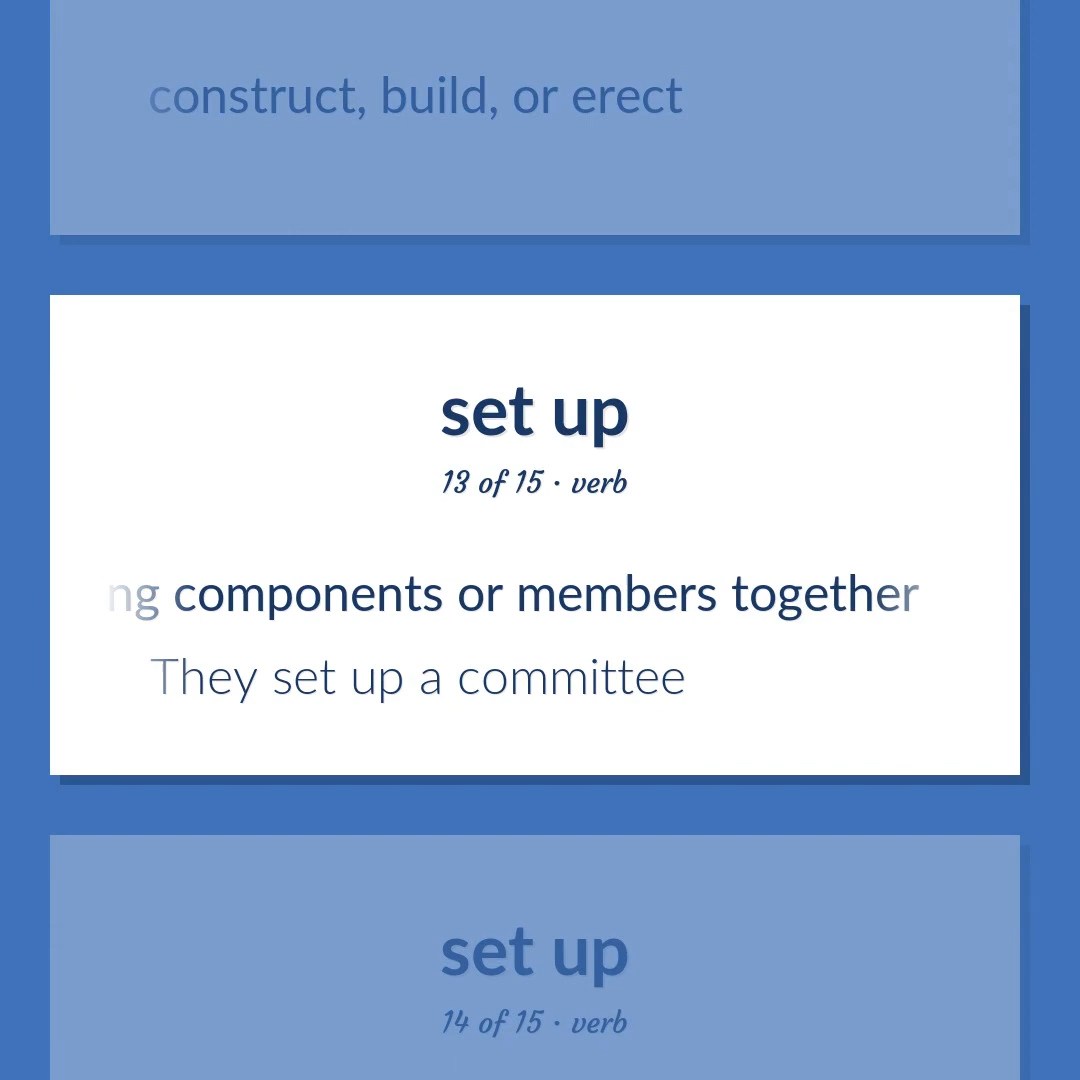 construct, build, or erect
set up
13 of 15 · verb
ng components or members together
They set up a committee
set up
14 of 15 · verb